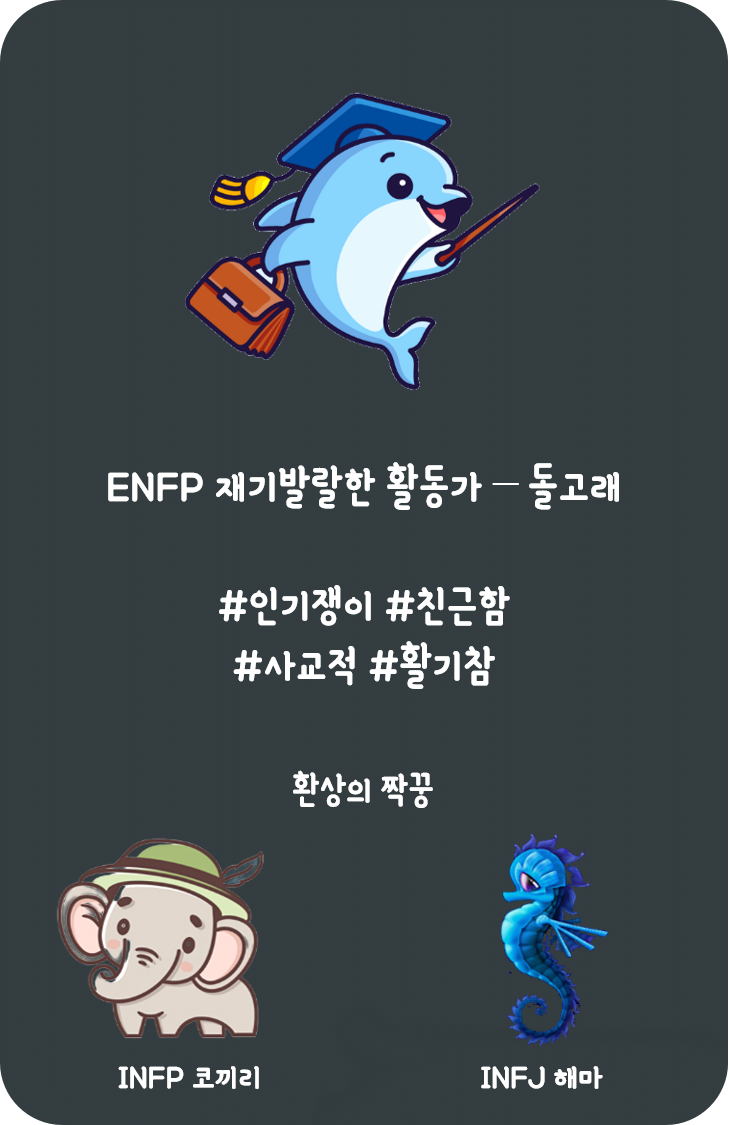 ENFP 재기발랄한 활동가 – 돌고래
#인기쟁이 #친근함
#사교적 #활기참
환상의 짝꿍
INFP 코끼리
INFJ 해마